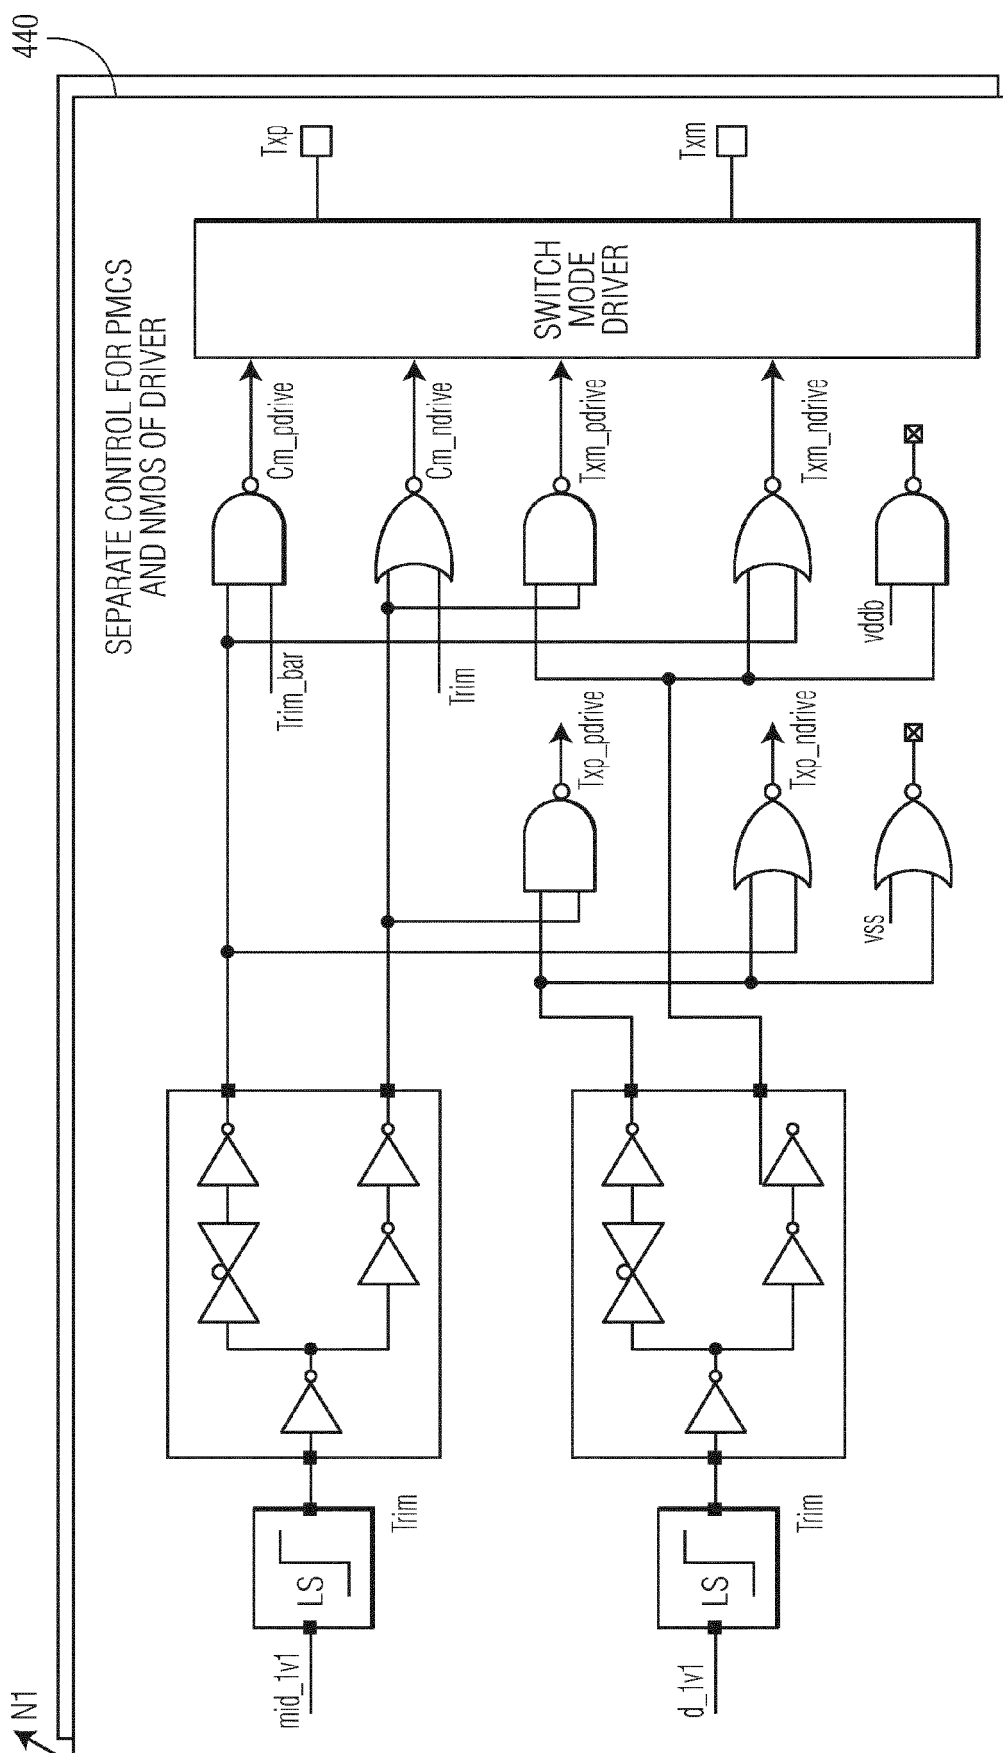 440
N1
SEPARATE CONTROL FOR PMCS
AND NMOS OF DRIVER
mid_1v1
LS
Trim
Trim_bar
Cm_pdrive
Trim
Cm_ndrive
SWITCH
MODE
DRIVER
Txp
Txm
Txp_pdrive
Txm_pdrive
d_1v1
LS
Trim
Txp_ndrive
Txm_ndrive
vss
vddb